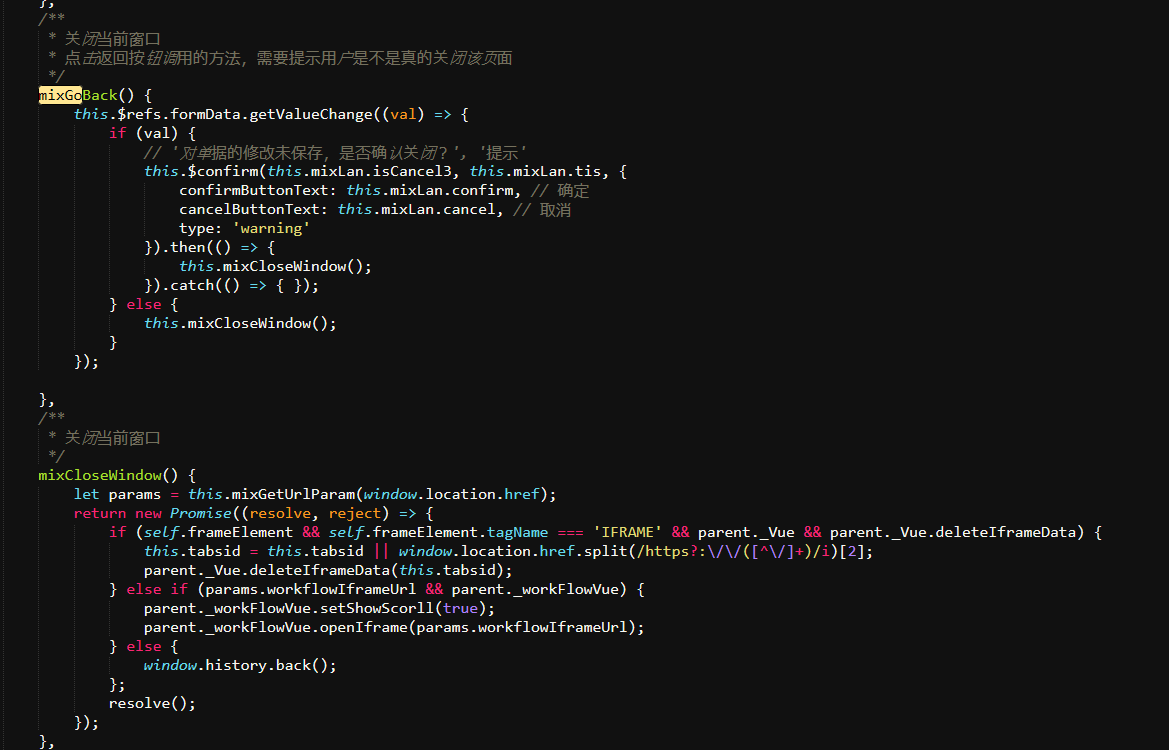 },
/**
 * 关闭当前窗口
 * 点击返回按钮调用的方法，需要提示用户是不是真的关闭该页面
 */
mixGoBack() {
    this.$refs.formData.getValueChange((val) => {
        if (val) {
            // '对单据的修改未保存，是否确认关闭？', '提示'
            this.$confirm(this.mixLan.isCancel3, this.mixLan.tis, {
                confirmButtonText: this.mixLan.confirm, // 确定
                cancelButtonText: this.mixLan.cancel, // 取消
                type: 'warning'
            }).then(() => {
                this.mixCloseWindow();
            }).catch(() => { });
        } else {
            this.mixCloseWindow();
        }
    });

},
/**
 * 关闭当前窗口
 */
mixCloseWindow() {
    let params = this.mixGetUrlParam(window.location.href);
    return new Promise((resolve, reject) => {
        if (self.frameElement && self.frameElement.tagName === 'IFRAME' && parent._Vue && parent._Vue.deleteIframeData) {
            this.tabsid = this.tabsid || window.location.href.split(/https?:\/\/([^\/]+)/i)[2];
            parent._Vue.deleteIframeData(this.tabsid);
        } else if (params.workflowIframeUrl && parent._workFlowVue) {
            parent._workFlowVue.setShowScorll(true);
            parent._workFlowVue.openIframe(params.workflowIframeUrl);
        } else {
            window.history.back();
        };
        resolve();
    });
},